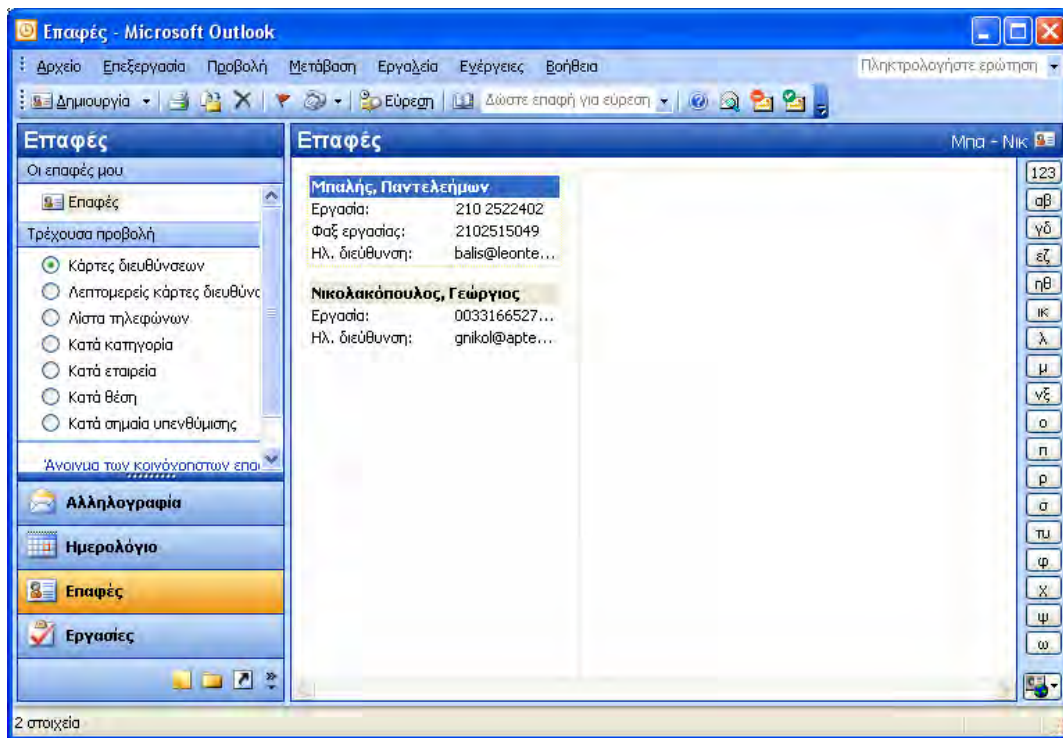 Επαφές - Microsoft Outlook
Αρχείο Επεξεργασία Προβολή Μετάβαση Εργαλεία Ενέργειες Βοήθεια Πληκτρολογήστε ερώτηση
Δημιουργία Εύρεση Δώστε επαφή για εύρεση
Επαφές
Οι επαφές μου
Επαφές
Τρέχουσα προβολή
Κάρτες διευθύνσεων
Λεπτομερείς κάρτες διευθύνσ
Λίστα τηλεφώνων
Κατά κατηγορία
Κατά εταιρεία
Κατά θέση
Κατά σημαία υπενθύμισης
Άνοιγμα των κοινόχρηστων επα
Αλληλογραφία
Ημερολόγιο
Επαφές
Εργασίες
Επαφές Μπα - Νικ
Μπαλής, Παντελεήμων
Εργασία: 210 2522402
Φαξ εργασίας: 2102515049
Ηλ. διεύθυνση: balis@leonte...
Νικολακόπουλος, Γεώργιος
Εργασία: 0033166527...
Ηλ. διεύθυνση: gnikol@apte...
123
αβ
γδ
εζ
ηθ
ικ
λ
μ
νξ
ο
π
ρ
σ
τυ
φ
χ
ψ
ω
2 στοιχεία